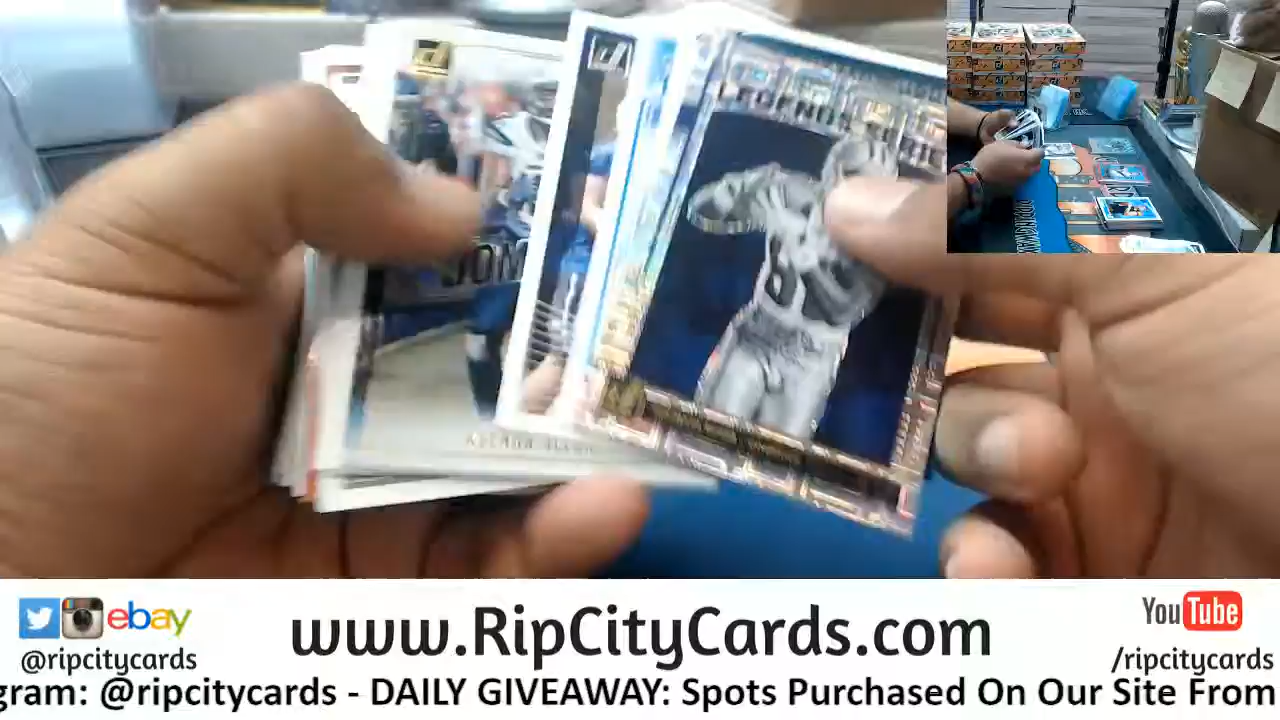 ebay
@ripcitycards
www.RipCityCards.com
YouTube
/ripcitycards
gram: @ripcitycards - DAILY GIVEAWAY: Spots Purchased On Our Site From